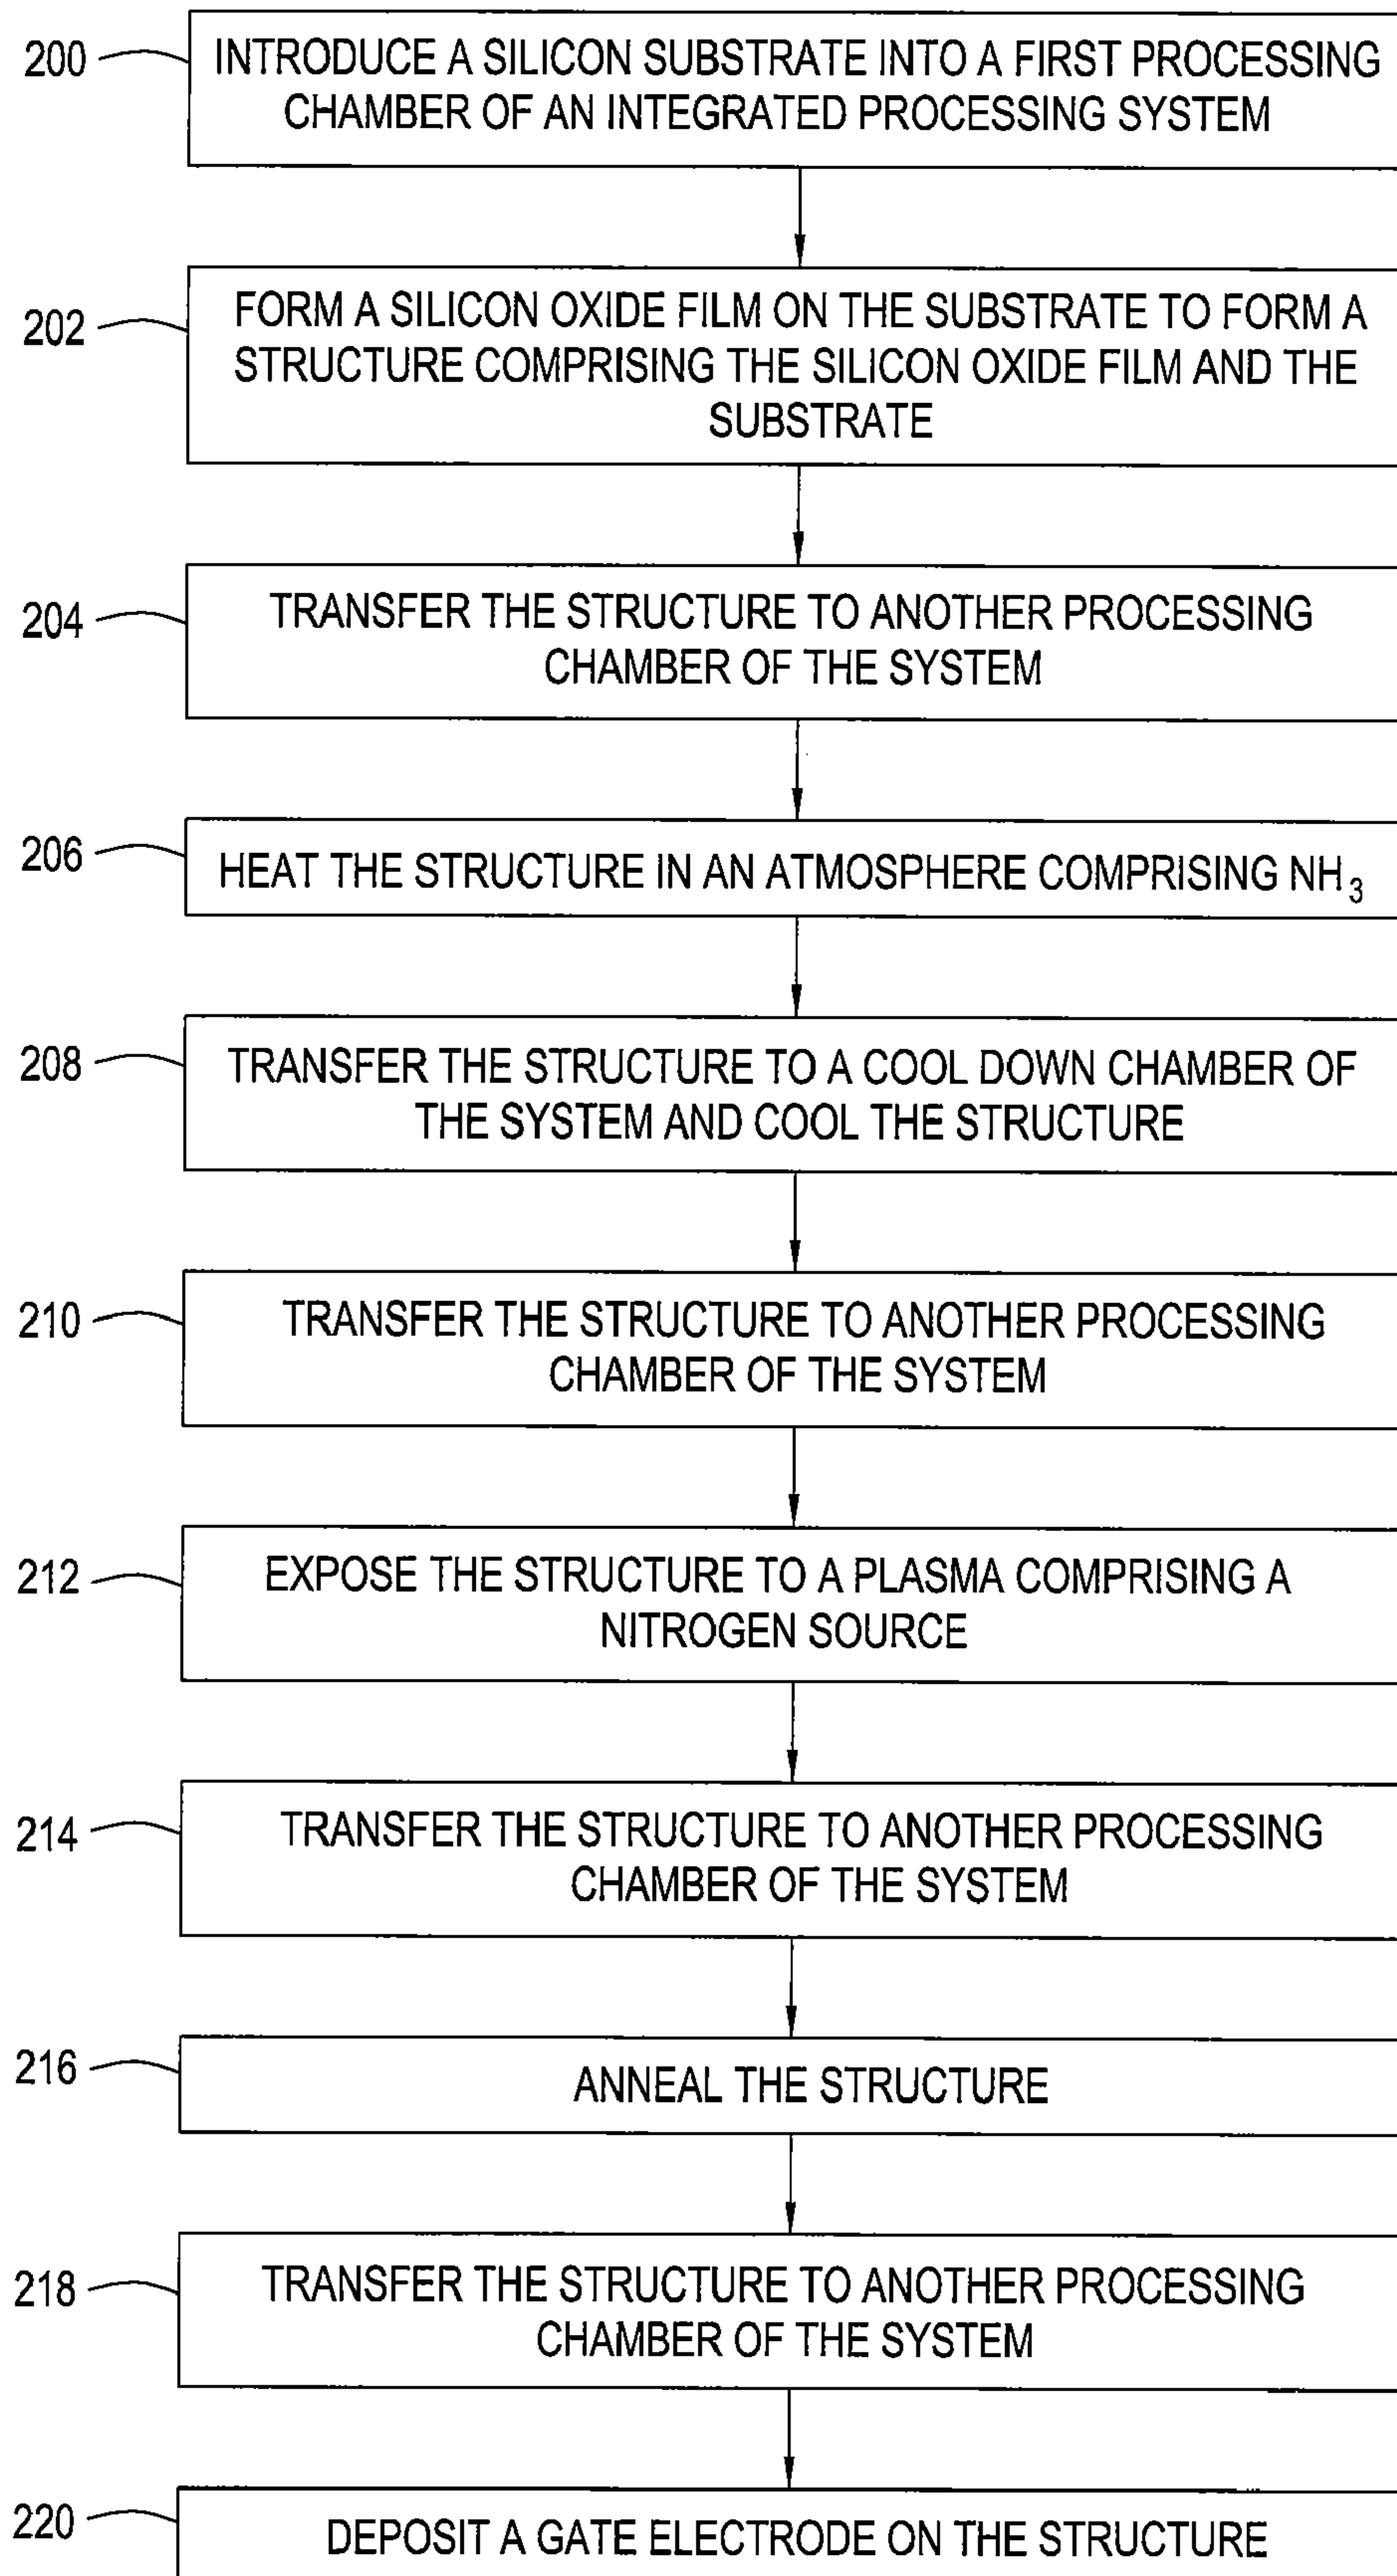 200
INTRODUCE A SILICON SUBSTRATE INTO A FIRST PROCESSING
CHAMBER OF AN INTEGRATED PROCESSING SYSTEM
202
FORM A SILICON OXIDE FILM ON THE SUBSTRATE TO FORM A
STRUCTURE COMPRISING THE SILICON OXIDE FILM AND THE
SUBSTRATE
204
TRANSFER THE STRUCTURE TO ANOTHER PROCESSING
CHAMBER OF THE SYSTEM
206
HEAT THE STRUCTURE IN AN ATMOSPHERE COMPRISING NH3
208
TRANSFER THE STRUCTURE TO A COOL DOWN CHAMBER OF
THE SYSTEM AND COOL THE STRUCTURE
210
TRANSFER THE STRUCTURE TO ANOTHER PROCESSING
CHAMBER OF THE SYSTEM
212
EXPOSE THE STRUCTURE TO A PLASMA COMPRISING A
NITROGEN SOURCE
214
TRANSFER THE STRUCTURE TO ANOTHER PROCESSING
CHAMBER OF THE SYSTEM
216
ANNEAL THE STRUCTURE
218
TRANSFER THE STRUCTURE TO ANOTHER PROCESSING
CHAMBER OF THE SYSTEM
220
DEPOSIT A GATE ELECTRODE ON THE STRUCTURE